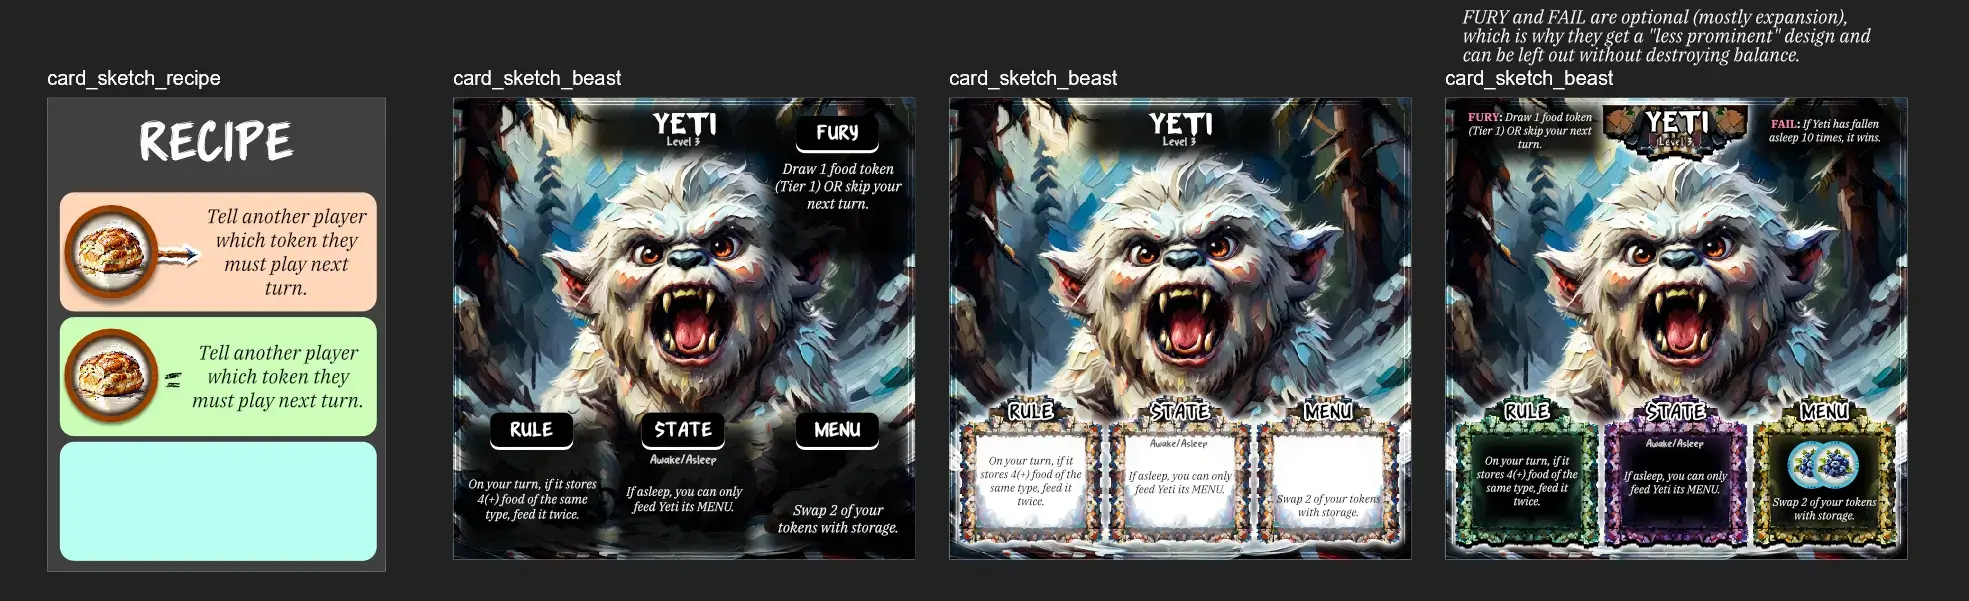 FURY and FAIL are optional (mostly expansion),
which is why they get a "less prominent" design and
can be left out without destroying balance.
card_sketch_recipe
RECIPE
Tell another player
which token they
must play next
turn.
=
Tell another player
which token they
must play next turn.
card_sketch_beast
YETI
Level 3
FURY
Draw 1 food token
(Tier 1) OR skip your
next turn.
RULE
On your turn, if it stores
4(+) food of the same
type, feed it twice.
STATE
Awake/Asleep
If asleep, you can only
feed Yeti its MENU.
MENU
Swap 2 of your
tokens with storage.
card_sketch_beast
YETI
Level 3
RULE
On your turn, if it
stores 4(+) food of the
same type, feed it
twice.
STATE
Awake/Asleep
If asleep, you can only
feed Yeti its MENU.
MENU
Swap 2 of your tokens
with storage.
card_sketch_beast
FURY: Draw 1 food token
(Tier 1) OR skip your next
turn.
YETI
Level 3
FAIL: If Yeti has fallen
asleep 10 times, it wins.
RULE
On your turn, if it
stores 4(+) food of the
same type, feed it
twice.
STATE
Awake/Asleep
If asleep, you can only
feed Yeti its MENU.
MENU
Swap 2 of your tokens
with storage.